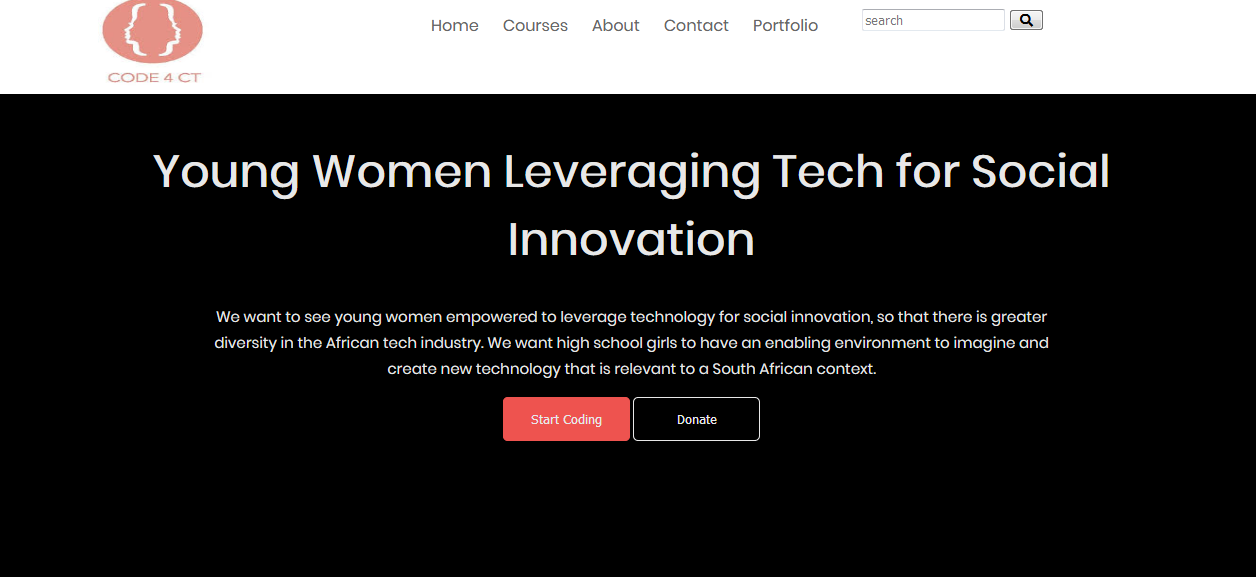 CODE 4 CT
Home Courses About Contact Portfolio search
Young Women Leveraging Tech for Social
Innovation
We want to see young women empowered to leverage technology for social innovation, so that there is greater
diversity in the African tech industry. We want high school girls to have an enabling environment to imagine and
create new technology that is relevant to a South African context.
Start Coding Donate